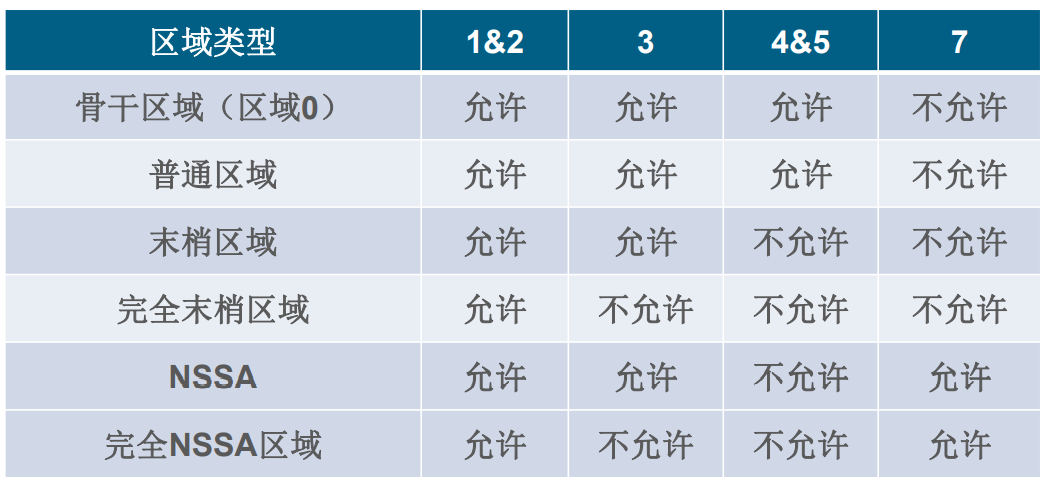 区域类型 1&2 3 4&5 7
骨干区域（区域0） 允许 允许 允许 不允许
普通区域 允许 允许 允许 不允许
末梢区域 允许 允许 不允许 不允许
完全末梢区域 允许 不允许 不允许 不允许
NSSA 允许 允许 不允许 允许
完全NSSA区域 允许 不允许 不允许 允许